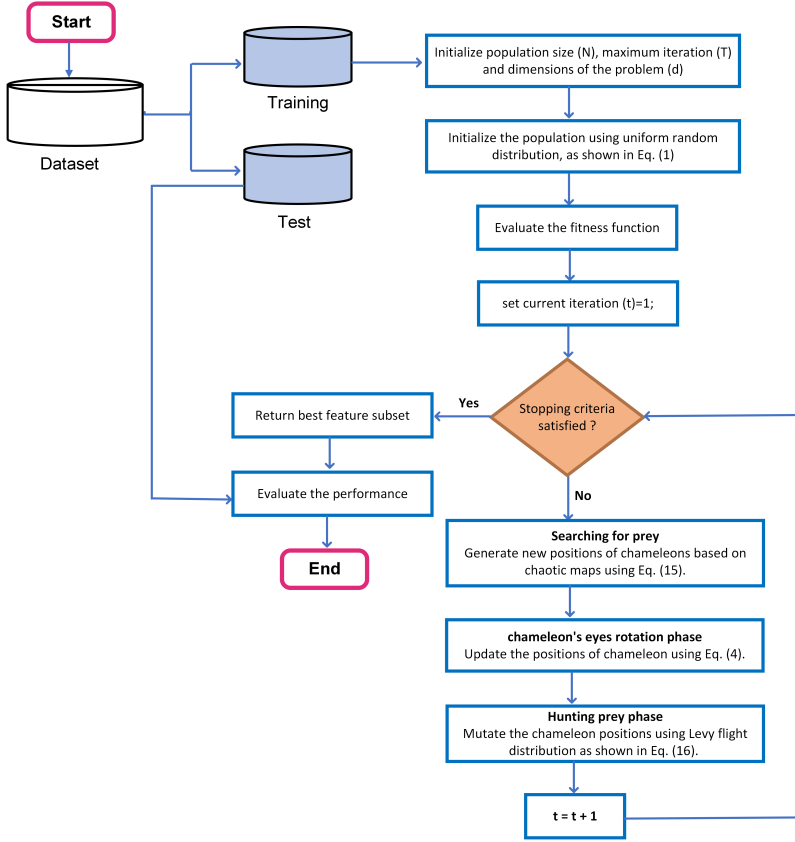 Start
Dataset
Training
Test
Initialize population size (N), maximum iteration (T)
and dimensions of the problem (d)
Initialize the population using uniform random
distribution, as shown in Eq. (1)
Evaluate the fitness function
set current iteration (t)=1;
Stopping criteria
satisfied ?
Yes
Return best feature subset
Evaluate the performance
End
No
Searching for prey
Generate new positions of chameleons based on
chaotic maps using Eq. (15).
chameleon's eyes rotation phase
Update the positions of chameleon using Eq. (4).
Hunting prey phase
Mutate the chameleon positions using Levy flight
distribution as shown in Eq. (16).
t = t + 1